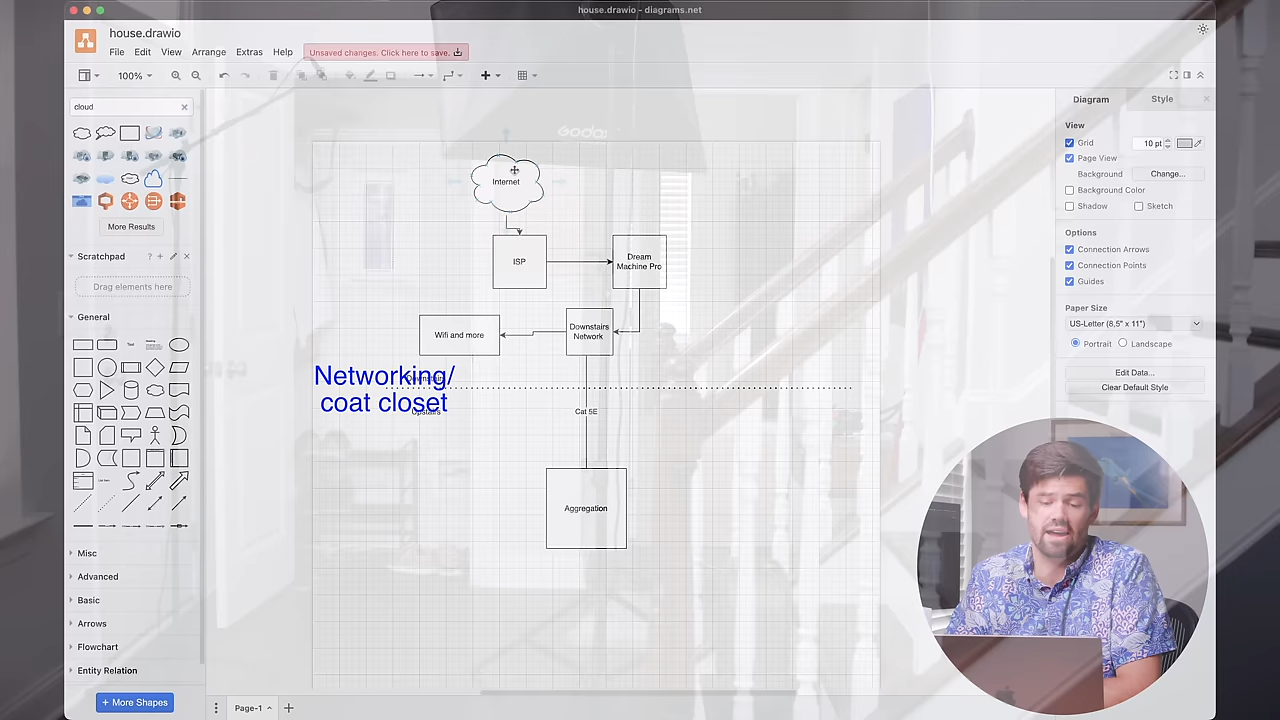 house.drawio - diagrams.net
house.drawio
File Edit View Arrange Extras Help
Unsaved changes. Click here to save.
100%
cloud
Diagram
Style
View
Grid
10 pt
Page View
Background
Change...
Background Color
Shadow
Sketch
Options
Connection Arrows
Connection Points
Guides
Paper Size
US-Letter (8,5" x 11")
Portrait
Landscape
Edit Data...
Clear Default Style
More Results
Scratchpad
?
Drag elements here
General
Text
Misc
Advanced
Basic
Arrows
Flowchart
Entity Relation
+ More Shapes
Page-1
Godox
Internet
ISP
Dream
Machine Pro
Wifi and more
Downstairs
Network
Networking/
coat closet
Upstairs
Cat 5E
Aggregation